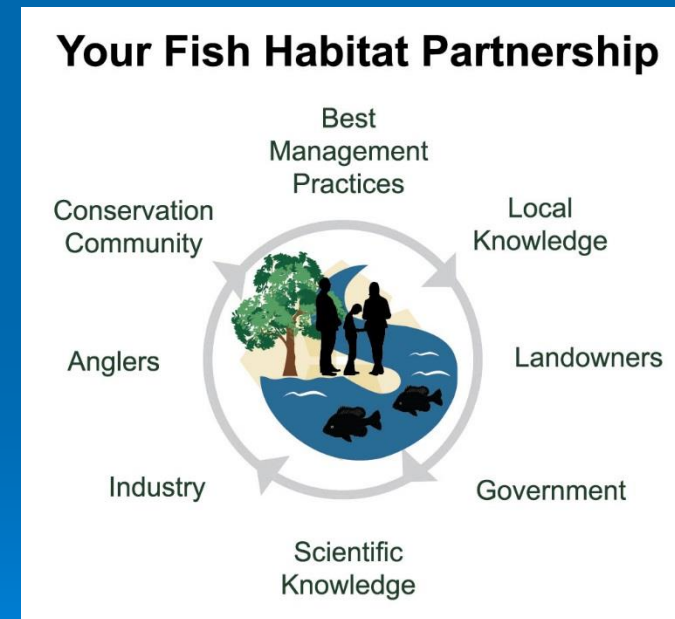 Your Fish Habitat Partnership
Best
Management
Practices
Local
Knowledge
Landowners
Government
Scientific
Knowledge
Industry
Anglers
Conservation
Community